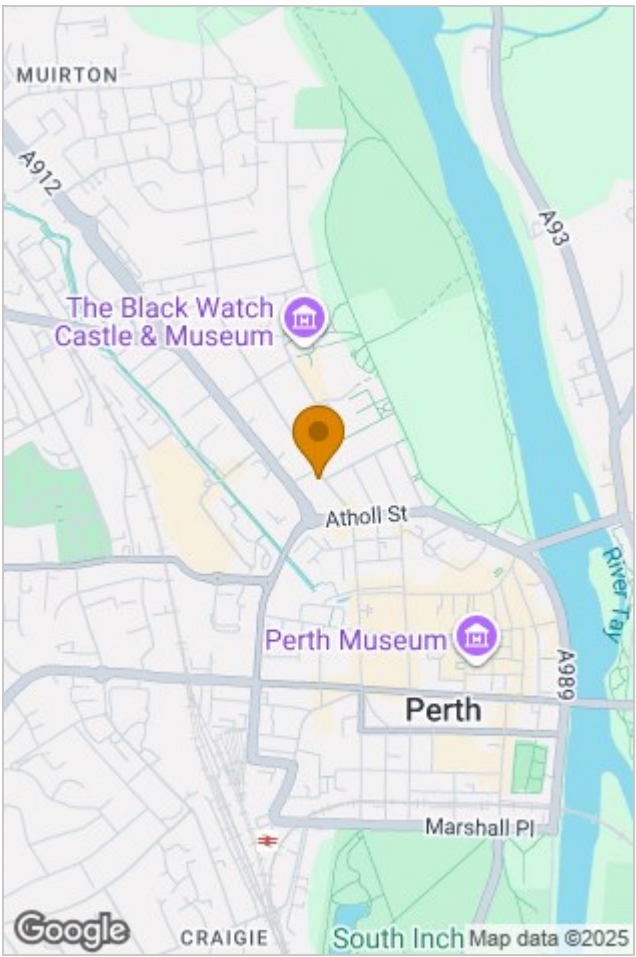 MUIRTON
A912
A93
The Black Watch
Castle & Museum
Atholl St
River Tay
Perth Museum
A989
Perth
Marshall Pl
Google
CRAIGIE
South Inch
Map data ©2025